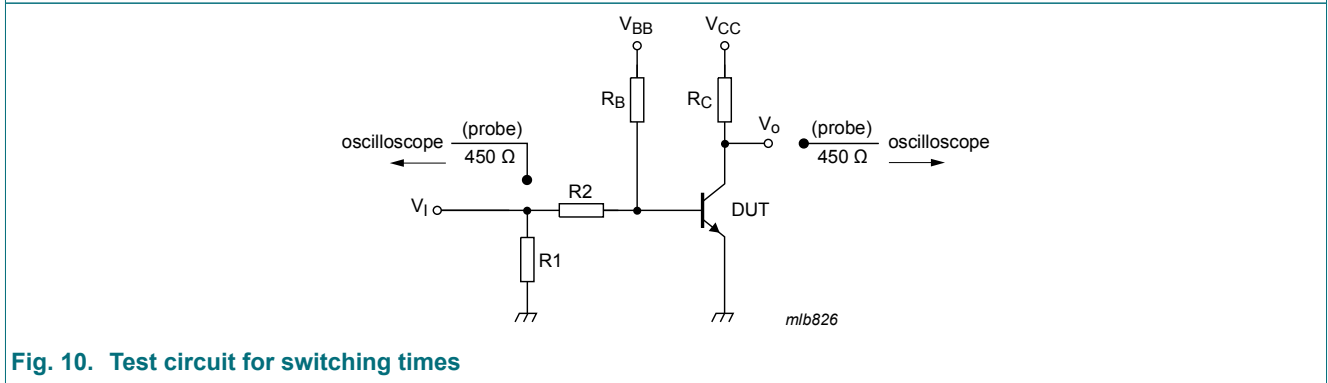 VBB
VCC
RB
RC
Vo
oscilloscope
(probe)
450 Ω
(probe)
450 Ω
oscilloscope
R2
VI
DUT
R1
mlb826
Fig. 10. Test circuit for switching times